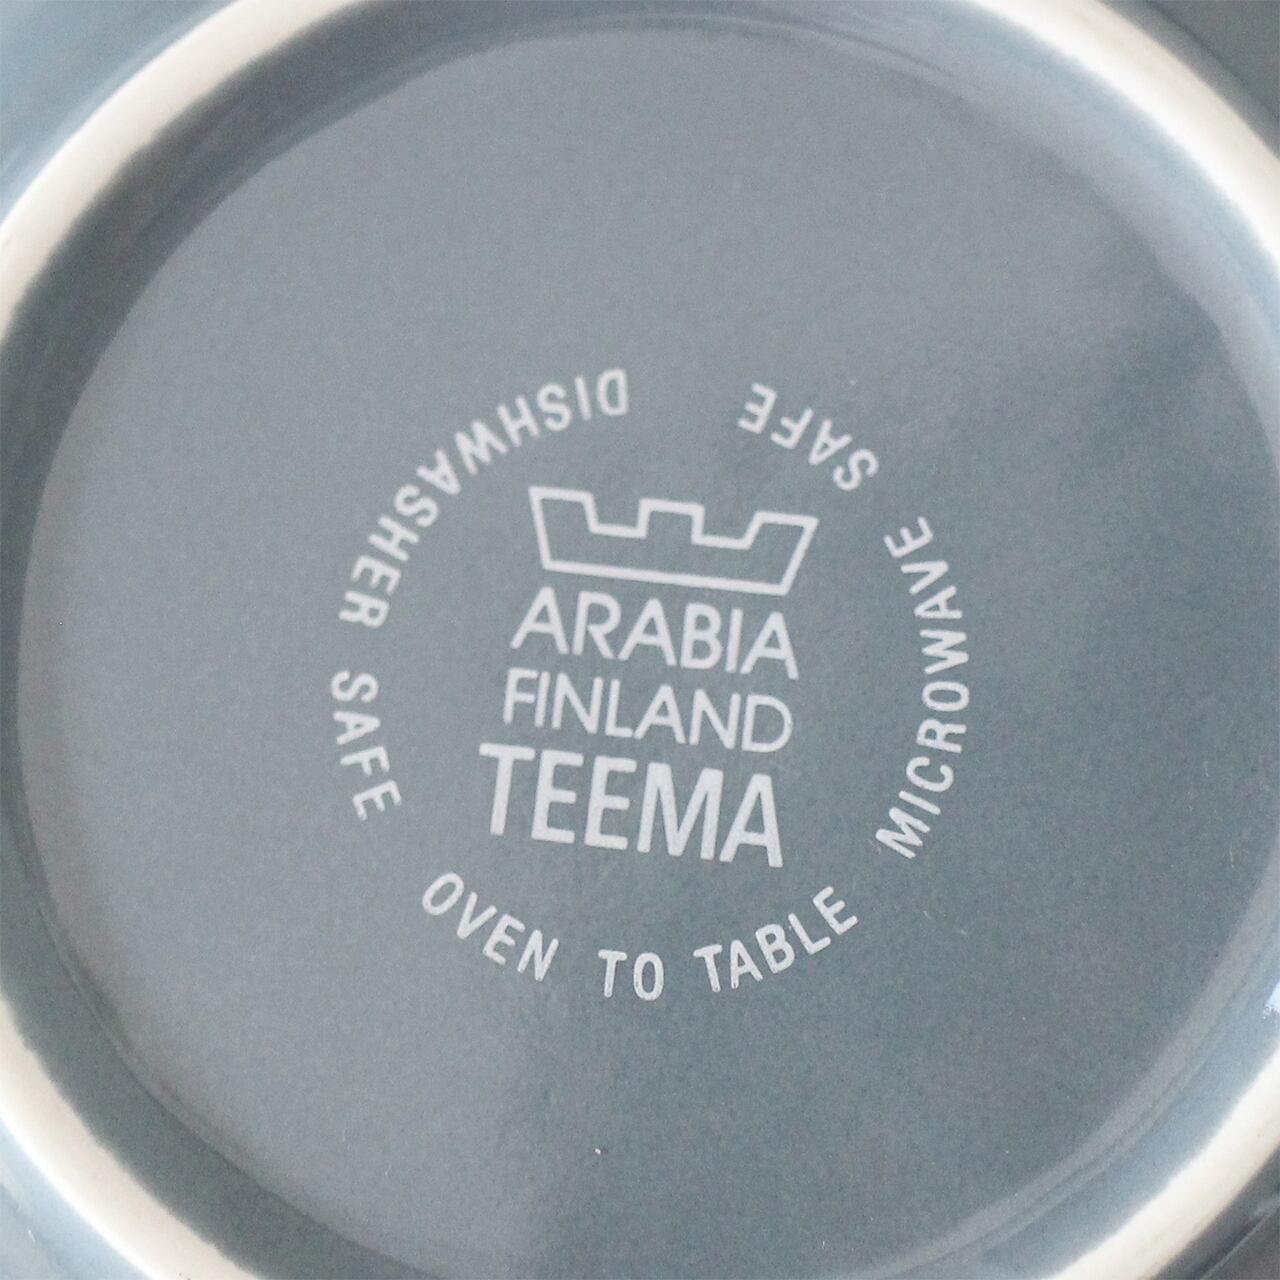 ARABIA
FINLAND
TEEMA
DISHWASHER SAFE
OVEN TO TABLE
MICROWAVE SAFE